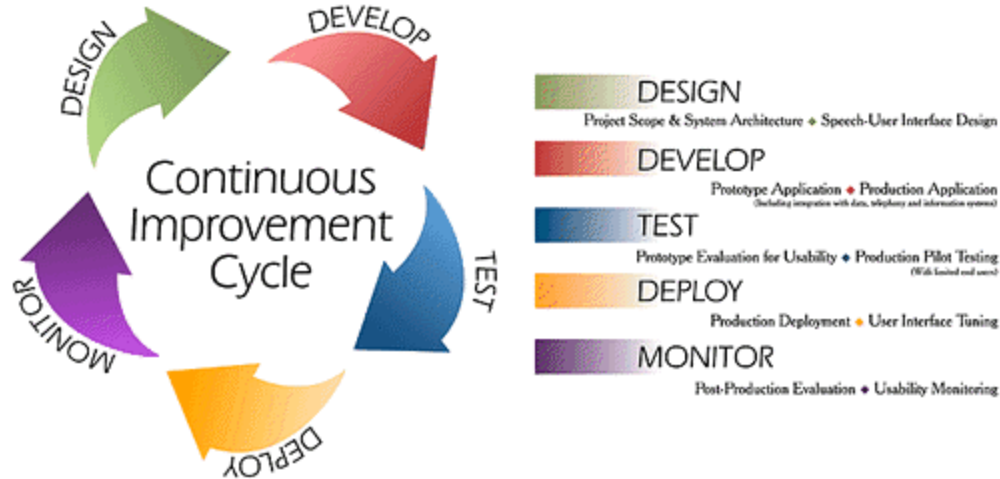 DESIGN
DEVELOP
TEST
DEPLOY
MONITOR
Continuous
Improvement
Cycle
DESIGN
Project Scope & System Architecture ◆ Speech-User Interface Design
DEVELOP
Prototype Application ◆ Production Application
(Including integration with data, telephony and information systems)
TEST
Prototype Evaluation for Usability ◆ Production Pilot Testing
(With limited end users)
DEPLOY
Production Deployment ◆ User Interface Tuning
MONITOR
Post-Production Evaluation ◆ Usability Monitoring